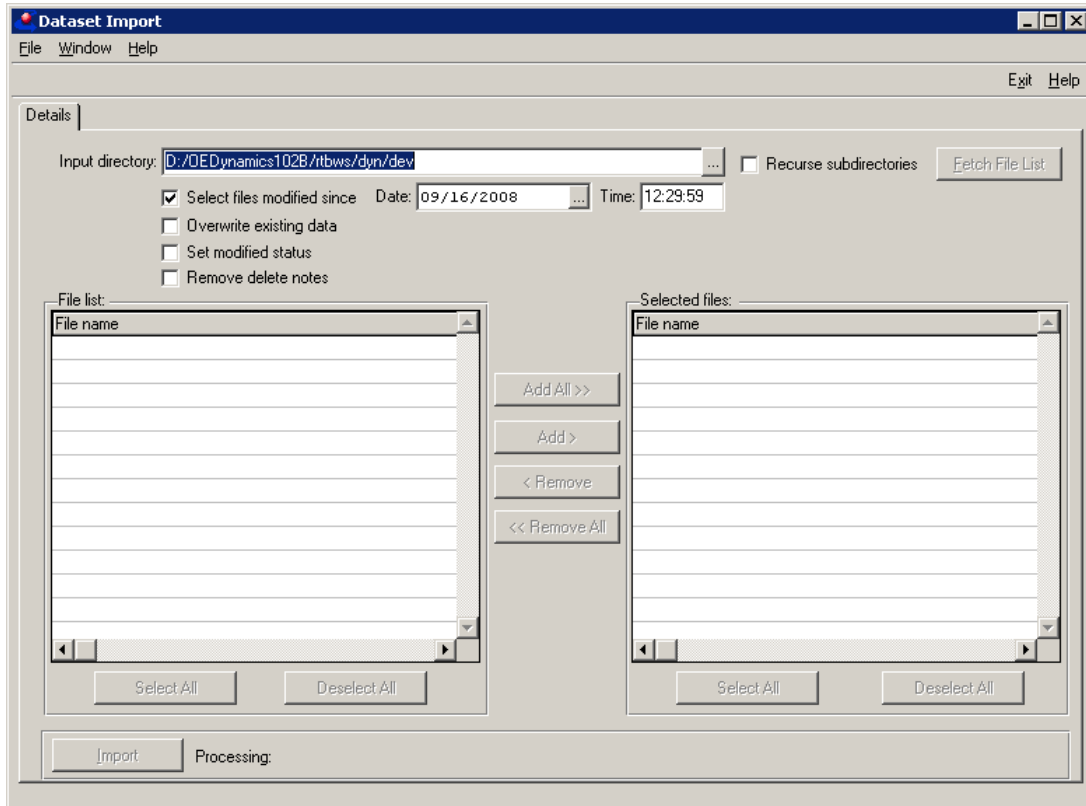 Dataset Import
File Window Help
Exit Help
Details
Input directory: D:/OEDynamics102B/rtbws/dyn/dev ... Recurse subdirectories Fetch File List
Select files modified since Date: 09/16/2008 ... Time: 12:29:59
Overwrite existing data
Set modified status
Remove delete notes
File list: Selected files:
File name File name
Add All >>
Add >
< Remove
<< Remove All
Select All Deselect All Select All Deselect All
Import Processing: